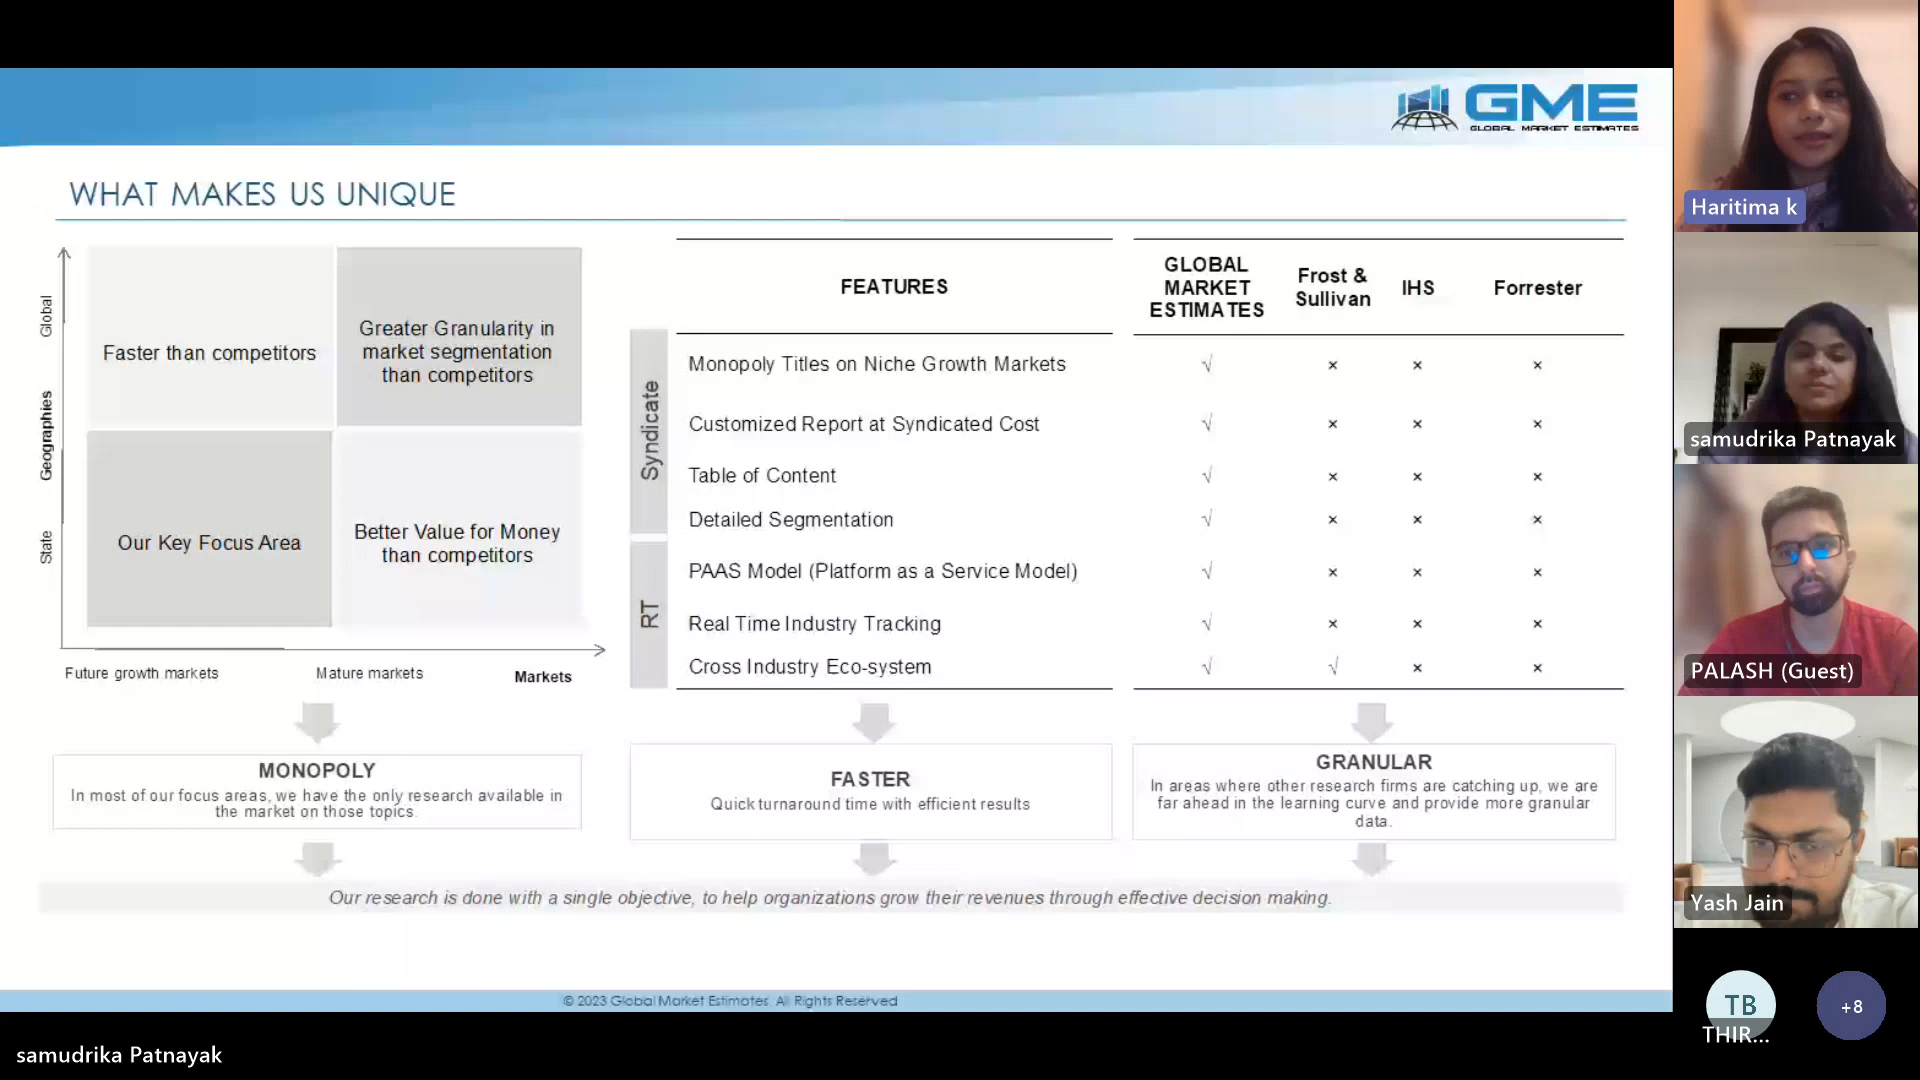 GME
GLOBAL MARKET ESTIMATES
WHAT MAKES US UNIQUE
Global
Geographies
State
Faster than competitors
Greater Granularity in
market segmentation
than competitors
Our Key Focus Area
Better Value for Money
than competitors
Future growth markets
Mature markets
Markets
FEATURES
GLOBAL
MARKET
ESTIMATES
Frost &
Sullivan
IHS
Forrester
Syndicate
Monopoly Titles on Niche Growth Markets √ × × ×
Customized Report at Syndicated Cost √ × × ×
Table of Content √ × × ×
Detailed Segmentation √ × × ×
RT
PAAS Model (Platform as a Service Model) √ × × ×
Real Time Industry Tracking √ × × ×
Cross Industry Eco-system √ √ × ×
MONOPOLY
In most of our focus areas, we have the only research available in
the market on those topics.
FASTER
Quick turnaround time with efficient results
GRANULAR
In areas where other research firms are catching up, we are
far ahead in the learning curve and provide more granular
data.
Our research is done with a single objective, to help organizations grow their revenues through effective decision making.
© 2023 Global Market Estimates. All Rights Reserved
samudrika Patnayak
Haritima k
samudrika Patnayak
PALASH (Guest)
Yash Jain
TB
THIR...
+8